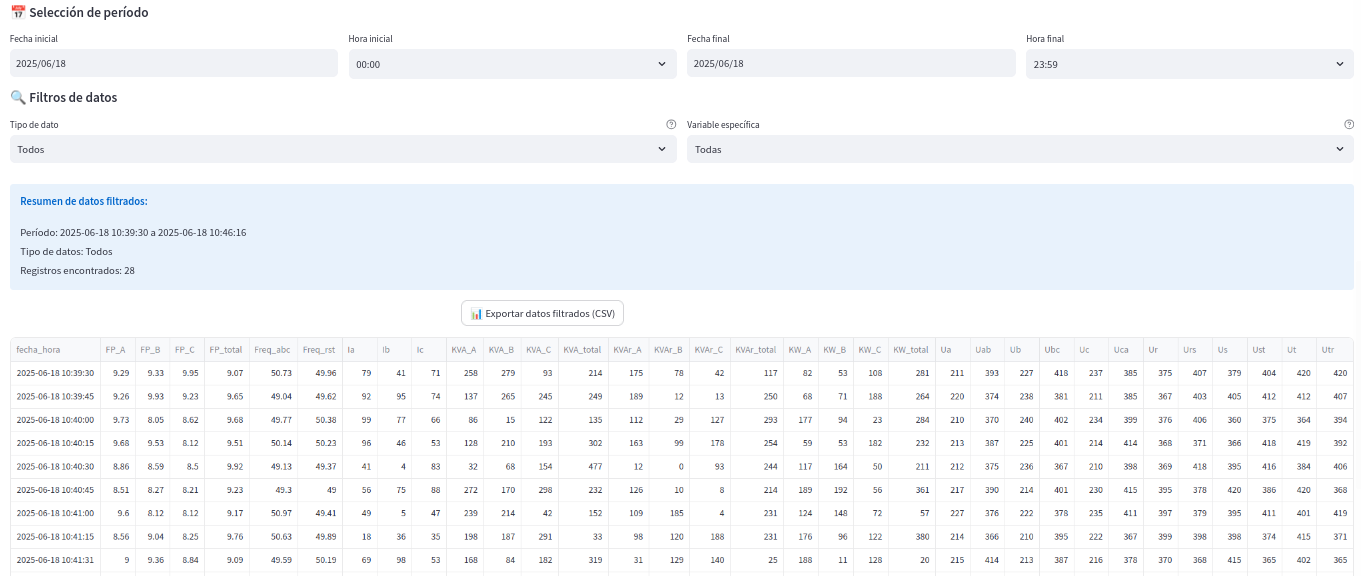 📅 Selección de período
Fecha inicial Hora inicial Fecha final Hora final
2025/06/18 00:00 2025/06/18 23:59
🔍 Filtros de datos
Tipo de dato Variable específica
Todos Todas
Resumen de datos filtrados:
Período: 2025-06-18 10:39:30 a 2025-06-18 10:46:16
Tipo de datos: Todos
Registros encontrados: 28
📊 Exportar datos filtrados (CSV)
fecha_hora FP_A FP_B FP_C FP_total Freq_abc Freq_rst Ia Ib Ic KVA_A KVA_B KVA_C KVA_total KVAr_A KVAr_B KVAr_C KVAr_total KW_A KW_B KW_C KW_total Ua Uab Ub Ubc Uc Uca Ur Urs Us Ust Ut Utr
2025-06-18 10:39:30 9.29 9.33 9.95 9.07 50.73 49.96 79 41 71 258 279 93 214 175 78 42 117 82 53 108 281 211 393 227 418 237 385 375 407 379 404 420 420
2025-06-18 10:39:45 9.26 9.93 9.23 9.65 49.04 49.62 92 95 74 137 265 245 249 189 12 13 250 68 71 188 264 220 374 238 381 211 385 367 403 405 412 412 407
2025-06-18 10:40:00 9.73 8.05 8.62 9.68 49.77 50.38 99 77 66 86 15 122 135 112 29 127 293 177 94 23 284 210 370 240 402 234 399 376 406 360 375 364 394
2025-06-18 10:40:15 9.68 9.53 8.12 9.51 50.14 50.23 96 46 53 128 210 193 302 163 99 178 254 59 53 182 232 213 387 225 401 214 414 368 371 366 418 419 392
2025-06-18 10:40:30 8.86 8.59 8.5 9.92 49.13 49.37 41 4 83 32 68 154 477 12 0 93 244 117 164 50 211 212 375 236 367 210 398 369 418 395 416 384 406
2025-06-18 10:40:45 8.51 8.27 8.21 9.23 49.3 49 56 75 88 272 170 298 232 126 10 8 214 189 192 56 361 217 390 214 401 230 415 395 378 420 386 420 368
2025-06-18 10:41:00 9.6 8.12 8.12 9.17 50.97 49.41 49 5 47 239 214 42 152 109 185 4 231 124 148 72 57 227 376 222 378 235 411 397 379 395 411 401 419
2025-06-18 10:41:15 8.56 9.04 8.25 9.76 50.63 49.89 18 36 35 198 187 291 33 98 120 188 231 176 96 122 380 214 366 210 395 222 367 399 398 398 374 415 371
2025-06-18 10:41:31 9 9.36 8.84 9.09 49.59 50.19 69 98 53 168 84 182 319 31 129 140 25 188 11 128 20 215 414 213 387 216 378 370 368 415 365 402 365